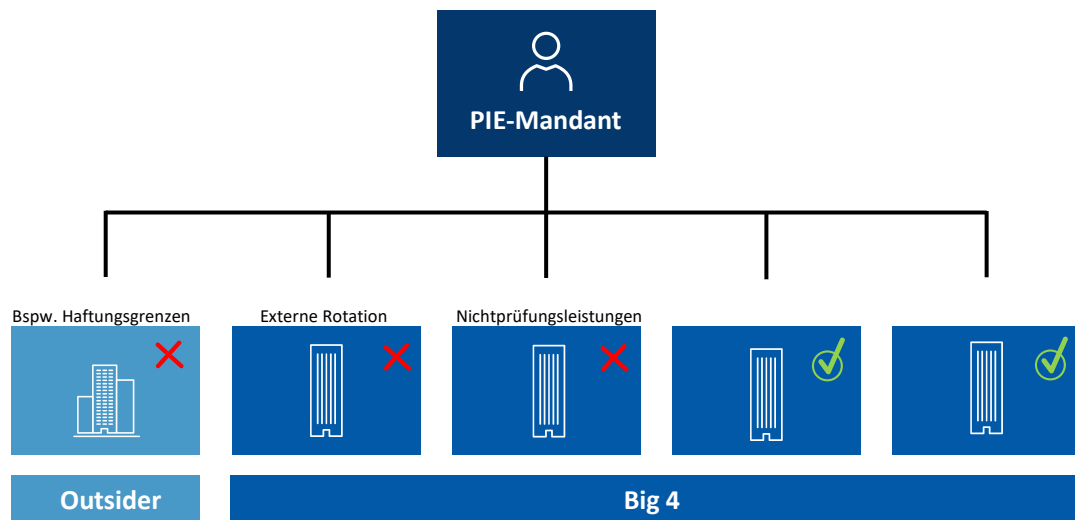 PIE-Mandant
Bspw. Haftungsgrenzen
Externe Rotation
Nichtprüfungsleistungen
Outsider
Big 4